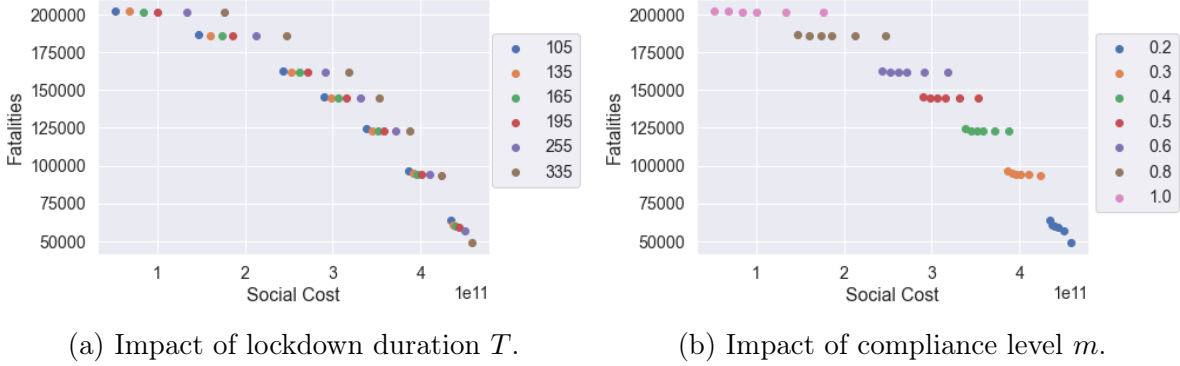 200000
175000
150000
125000
100000
75000
50000
Fatalities
1 2 3 4
Social Cost
1e11
105
135
165
195
255
335
(a) Impact of lockdown duration T.
200000
175000
150000
125000
100000
75000
50000
Fatalities
1 2 3 4
Social Cost
1e11
0.2
0.3
0.4
0.5
0.6
0.8
1.0
(b) Impact of compliance level m.